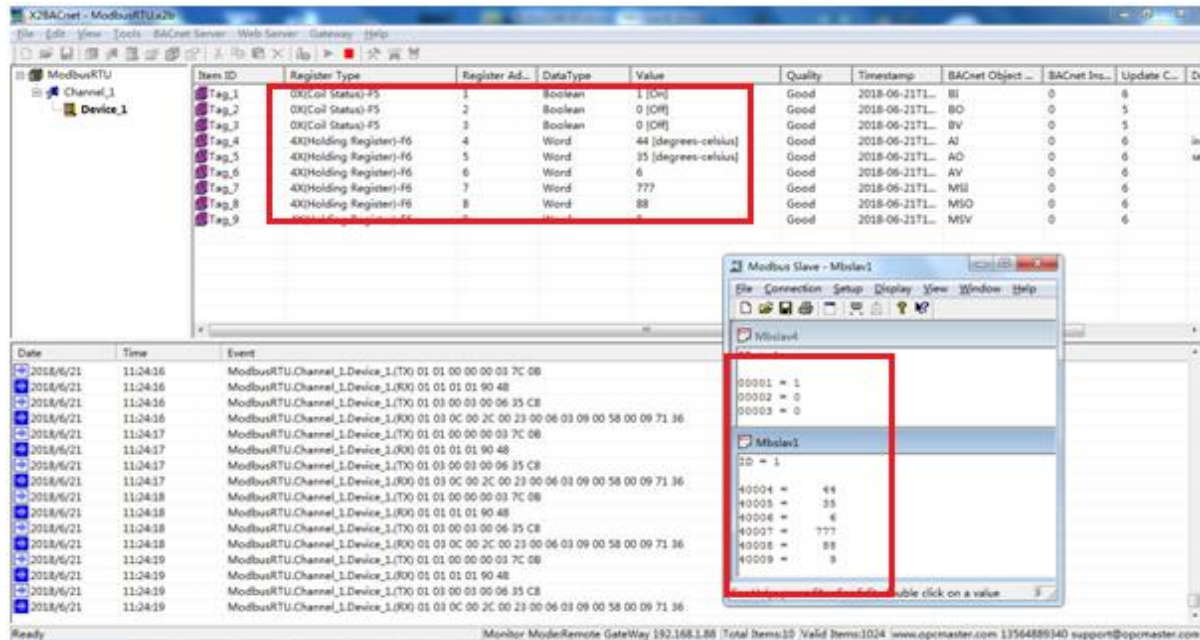 X2BACnet - ModbusRTU.x2b
File Edit View Tools BACnet Server Web Server Gateway Help
ModbusRTU
Channel_1
Device_1
Item ID Register Type Register Ad... DataType Value Quality Timestamp BACnet Object ... BACnet Ins... Update C...
Tag_1 0X(Coil Status)-F5 1 Boolean 1 [On] Good 2018-06-21T1... BI 0 6
Tag_2 0X(Coil Status)-F5 2 Boolean 0 [Off] Good 2018-06-21T1... BO 0 5
Tag_3 0X(Coil Status)-F5 3 Boolean 0 [Off] Good 2018-06-21T1... BV 0 5
Tag_4 4X(Holding Register)-F6 4 Word 44 [degrees-celsius] Good 2018-06-21T1... AI 0 6
Tag_5 4X(Holding Register)-F6 5 Word 35 [degrees-celsius] Good 2018-06-21T1... AO 0 6
Tag_6 4X(Holding Register)-F6 6 Word 6 Good 2018-06-21T1... AV 0 6
Tag_7 4X(Holding Register)-F6 7 Word 777 Good 2018-06-21T1... MSI 0 6
Tag_8 4X(Holding Register)-F6 8 Word 88 Good 2018-06-21T1... MSO 0 6
Tag_9 Good 2018-06-21T1... MSV 0 6
Modbus Slave - Mbslav1
File Connection Setup Display View Window Help
Mbslav4
00001 = 1
00002 = 0
00003 = 0
Mbslav1
ID = 1
40004 = 44
40005 = 35
40006 = 6
40007 = 777
40008 = 88
40009 = 9
double click on a value
Date Time Event
2018/6/21 11:24:16 ModbusRTU.Channel_1.Device_1.(TX) 01 01 00 00 00 03 7C 0B
2018/6/21 11:24:16 ModbusRTU.Channel_1.Device_1.(RX) 01 01 01 01 90 48
2018/6/21 11:24:16 ModbusRTU.Channel_1.Device_1.(TX) 01 03 00 03 00 06 35 C8
2018/6/21 11:24:16 ModbusRTU.Channel_1.Device_1.(RX) 01 03 0C 00 2C 00 23 00 06 03 09 00 58 00 09 71 36
2018/6/21 11:24:17 ModbusRTU.Channel_1.Device_1.(TX) 01 01 00 00 00 03 7C 0B
2018/6/21 11:24:17 ModbusRTU.Channel_1.Device_1.(RX) 01 01 01 01 90 48
2018/6/21 11:24:17 ModbusRTU.Channel_1.Device_1.(TX) 01 03 00 03 00 06 35 C8
2018/6/21 11:24:17 ModbusRTU.Channel_1.Device_1.(RX) 01 03 0C 00 2C 00 23 00 06 03 09 00 58 00 09 71 36
2018/6/21 11:24:18 ModbusRTU.Channel_1.Device_1.(TX) 01 01 00 00 00 03 7C 0B
2018/6/21 11:24:18 ModbusRTU.Channel_1.Device_1.(RX) 01 01 01 01 90 48
2018/6/21 11:24:18 ModbusRTU.Channel_1.Device_1.(TX) 01 03 00 03 00 06 35 C8
2018/6/21 11:24:18 ModbusRTU.Channel_1.Device_1.(RX) 01 03 0C 00 2C 00 23 00 06 03 09 00 58 00 09 71 36
2018/6/21 11:24:19 ModbusRTU.Channel_1.Device_1.(TX) 01 01 00 00 00 03 7C 0B
2018/6/21 11:24:19 ModbusRTU.Channel_1.Device_1.(RX) 01 01 01 01 90 48
2018/6/21 11:24:19 ModbusRTU.Channel_1.Device_1.(TX) 01 03 00 03 00 06 35 C8
2018/6/21 11:24:19 ModbusRTU.Channel_1.Device_1.(RX) 01 03 0C 00 2C 00 23 00 06 03 09 00 58 00 09 71 36
Ready Monitor Mode:Remote GateWay 192.168.1.88 Total Items:10 Valid Items:1024 www.opcmaster.com 13564889340 support@opcmaster.com